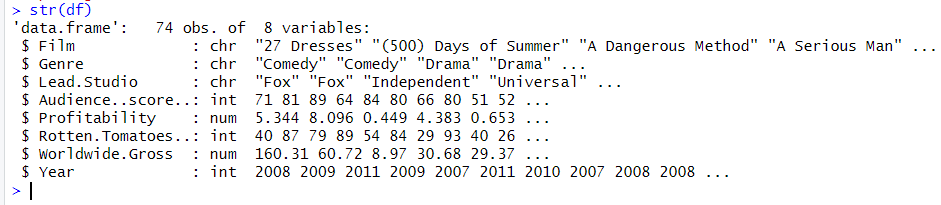 > str(df)
'data.frame':   74 obs. of  8 variables:
 $ Film             : chr  "27 Dresses" "(500) Days of Summer" "A Dangerous Method" "A Serious Man" ...
 $ Genre            : chr  "Comedy" "Comedy" "Drama" "Drama" ...
 $ Lead.Studio      : chr  "Fox" "Fox" "Independent" "Universal" ...
 $ Audience..score..: int  71 81 89 64 84 80 66 80 51 52 ...
 $ Profitability    : num  5.344 8.096 0.449 4.383 0.653 ...
 $ Rotten.Tomatoes..: int  40 87 79 89 54 84 29 93 40 26 ...
 $ Worldwide.Gross  : num  160.31 60.72 8.97 30.68 29.37 ...
 $ Year             : int  2008 2009 2011 2009 2007 2011 2010 2007 2008 2008 ...
>